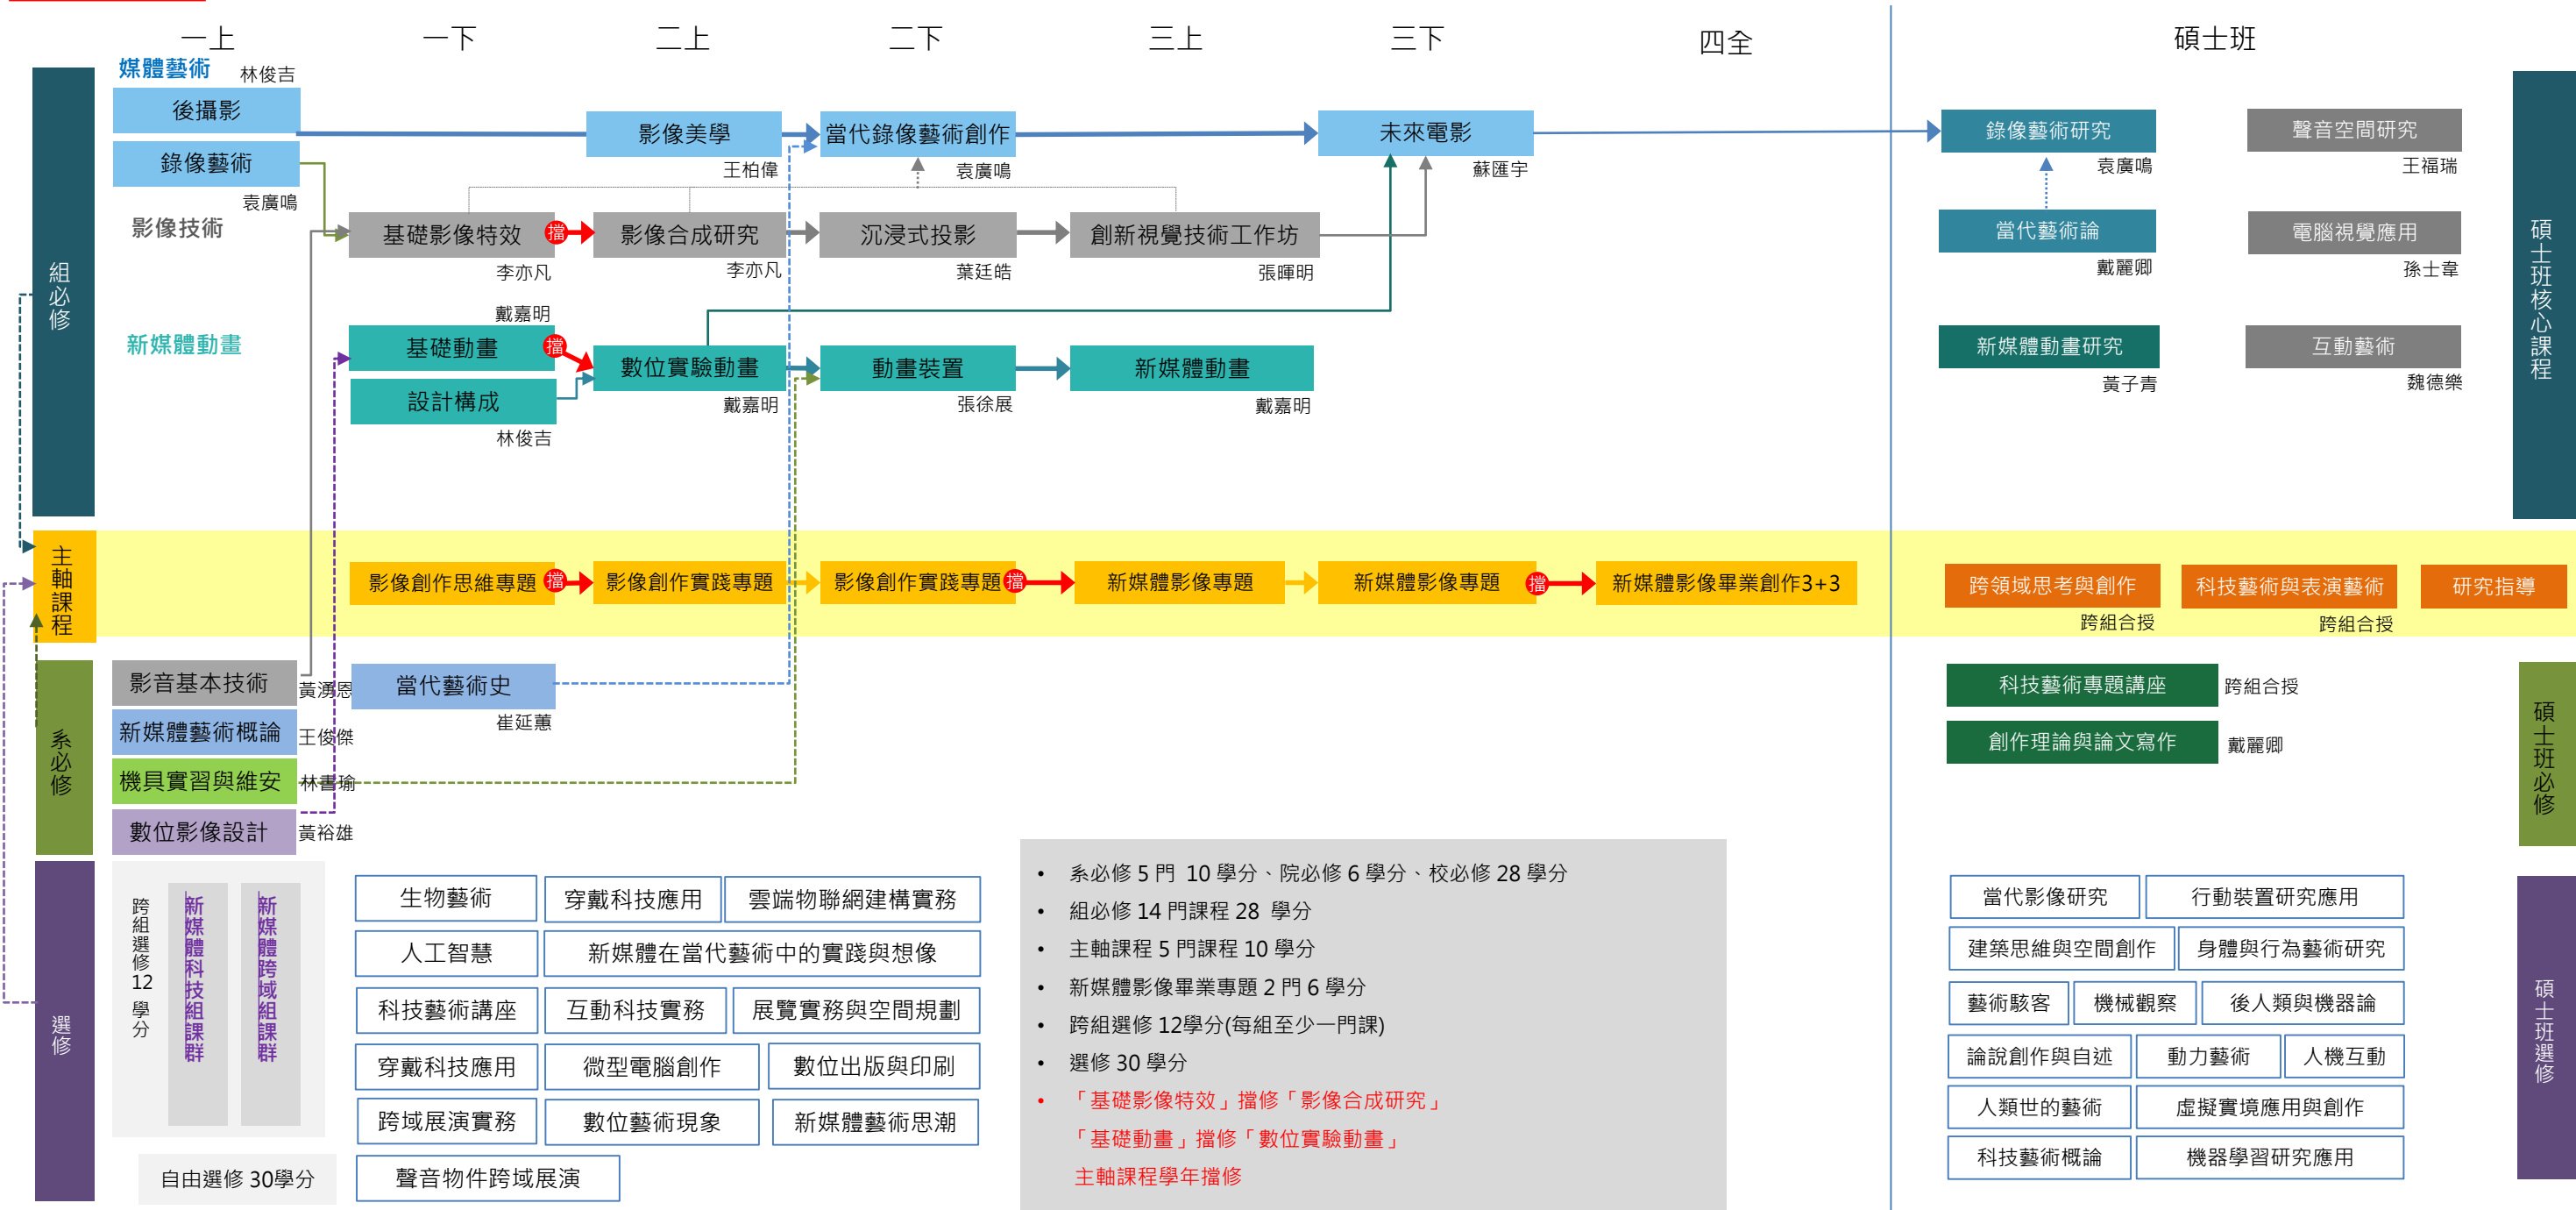 一上
一下
二上
二下
三上
三下
四全
碩士班
組必修
媒體藝術
林俊吉
後攝影
錄像藝術
袁廣鳴
影像美學
王柏偉
當代錄像藝術創作
袁廣鳴
未來電影
蘇匯宇
影像技術
基礎影像特效
李亦凡
擋
影像合成研究
李亦凡
沉浸式投影
葉廷皓
創新視覺技術工作坊
張暉明
新媒體動畫
戴嘉明
基礎動畫
擋
設計構成
林俊吉
數位實驗動畫
戴嘉明
動畫裝置
張徐展
新媒體動畫
戴嘉明
錄像藝術研究
袁廣鳴
聲音空間研究
王福瑞
當代藝術論
戴麗卿
電腦視覺應用
孫士韋
新媒體動畫研究
黃子青
互動藝術
魏德樂
碩士班核心課程
主軸課程
影像創作思維專題
擋
影像創作實踐專題
影像創作實踐專題
擋
新媒體影像專題
新媒體影像專題
擋
新媒體影像畢業創作3+3
跨領域思考與創作
跨組合授
科技藝術與表演藝術
跨組合授
研究指導
系必修
影音基本技術
黃湧恩
新媒體藝術概論
王俊傑
機具實習與維安
林書瑜
數位影像設計
黃裕雄
當代藝術史
崔延蕙
科技藝術專題講座
跨組合授
創作理論與論文寫作
戴麗卿
碩士班必修
選修
跨組選修12學分
新媒體科技組課群
新媒體跨域組課群
自由選修 30學分
生物藝術
穿戴科技應用
雲端物聯網建構實務
人工智慧
新媒體在當代藝術中的實踐與想像
科技藝術講座
互動科技實務
展覽實務與空間規劃
穿戴科技應用
微型電腦創作
數位出版與印刷
跨域展演實務
數位藝術現象
新媒體藝術思潮
聲音物件跨域展演
• 系必修 5 門 10 學分、院必修 6 學分、校必修 28 學分
• 組必修 14 門課程 28 學分
• 主軸課程 5 門課程 10 學分
• 新媒體影像畢業專題 2 門 6 學分
• 跨組選修 12學分(每組至少一門課)
• 選修 30 學分
• 「基礎影像特效」擋修「影像合成研究」
「基礎動畫」擋修「數位實驗動畫」
主軸課程學年擋修
當代影像研究
行動裝置研究應用
建築思維與空間創作
身體與行為藝術研究
藝術駭客
機械觀察
後人類與機器論
論說創作與自述
動力藝術
人機互動
人類世的藝術
虛擬實境應用與創作
科技藝術概論
機器學習研究應用
碩士班選修